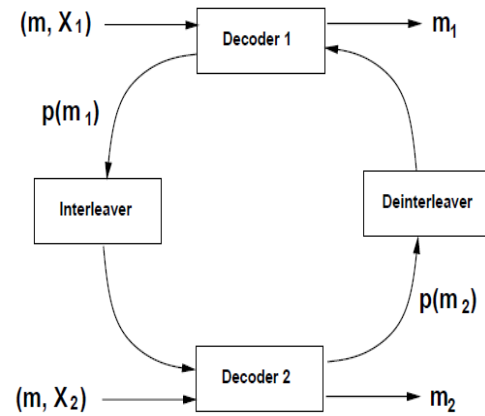 (m, X₁)
Decoder 1
m₁
p(m₁)
Interleaver
Deinterleaver
p(m₂)
Decoder 2
(m, X₂)
m₂